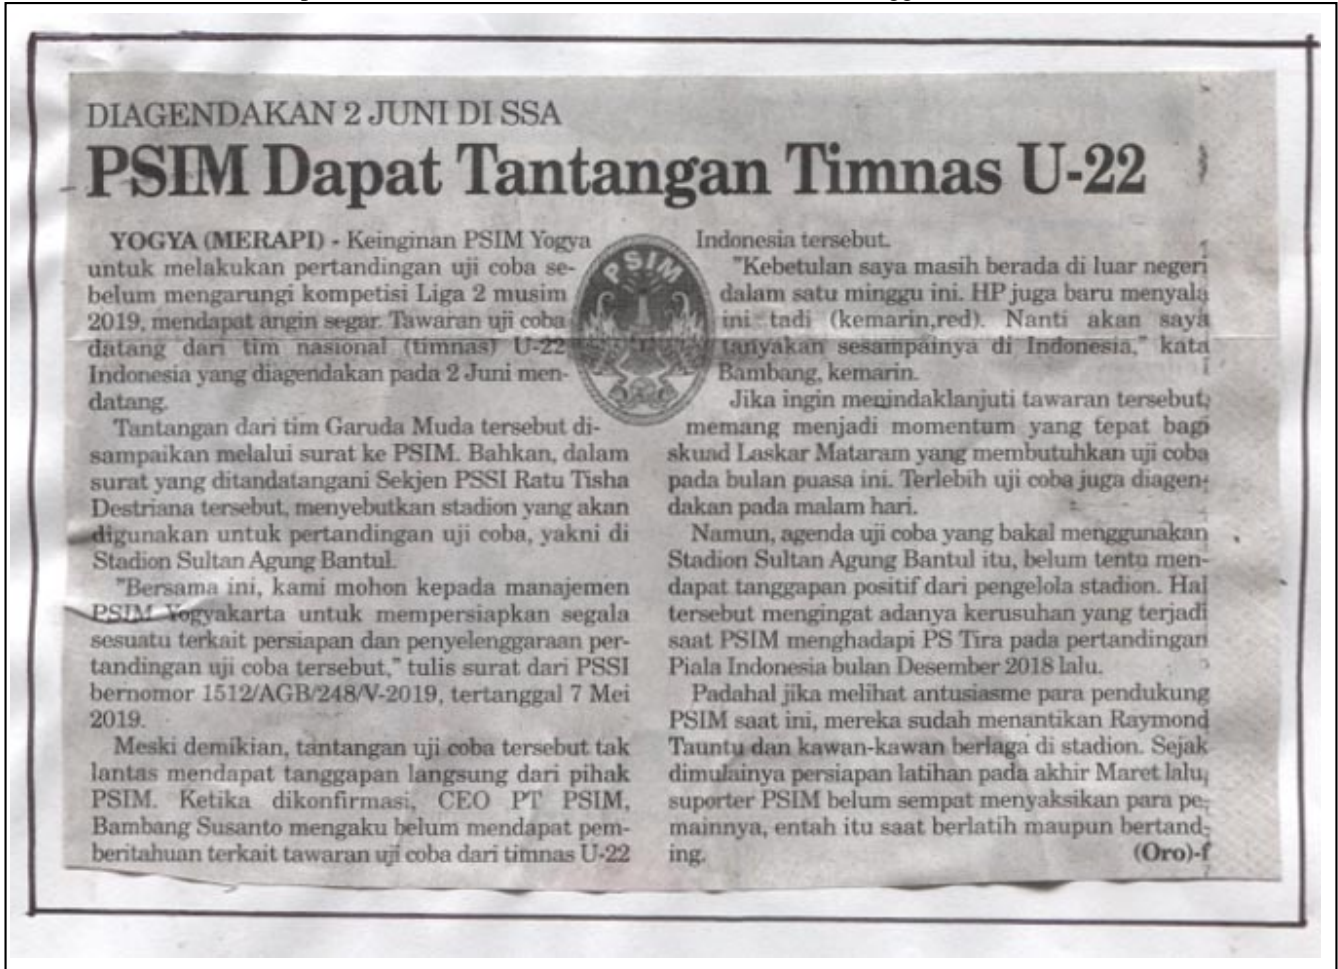 DIAGENDAKAN 2 JUNI DI SSA
PSIM Dapat Tantangan Timnas U-22
YOGYA (MERAPI) - Keinginan PSIM Yogya
untuk melakukan pertandingan uji coba se-
belum mengarungi kompetisi Liga 2 musim
2019, mendapat angin segar. Tawaran uji coba
datang dari tim nasional (timnas) U-22
Indonesia yang diagendakan pada 2 Juni men-
datang.
Tantangan dari tim Garuda Muda tersebut di-
sampaikan melalui surat ke PSIM. Bahkan, dalam
surat yang ditandatangani Sekjen PSSI Ratu Tisha
Destriana tersebut, menyebutkan stadion yang akan
digunakan untuk pertandingan uji coba, yakni di
Stadion Sultan Agung Bantul.
"Bersama ini, kami mohon kepada manajemen
PSIM Yogyakarta untuk mempersiapkan segala
sesuatu terkait persiapan dan penyelenggaraan per-
tandingan uji coba tersebut," tulis surat dari PSSI
bernomor 1512/AGB/248/V-2019, tertanggal 7 Mei
2019.
Meski demikian, tantangan uji coba tersebut tak
lantas mendapat tanggapan langsung dari pihak
PSIM. Ketika dikonfirmasi, CEO PT PSIM,
Bambang Susanto mengaku belum mendapat pem-
beritahuan terkait tawaran uji coba dari timnas U-22
PSIM
Indonesia tersebut.
"Kebetulan saya masih berada di luar negeri
dalam satu minggu ini. HP juga baru menyala
ini tadi (kemarin,red). Nanti akan saya
tanyakan sesampainya di Indonesia," kata
Bambang, kemarin.
Jika ingin menindaklanjuti tawaran tersebut,
memang menjadi momentum yang tepat bagi
skuad Laskar Mataram yang membutuhkan uji coba
pada bulan puasa ini. Terlebih uji coba juga diagen-
dakan pada malam hari.
Namun, agenda uji coba yang bakal menggunakan
Stadion Sultan Agung Bantul itu, belum tentu men-
dapat tanggapan positif dari pengelola stadion. Hal
tersebut mengingat adanya kerusuhan yang terjadi
saat PSIM menghadapi PS Tira pada pertandingan
Piala Indonesia bulan Desember 2018 lalu.
Padahal jika melihat antusiasme para pendukung
PSIM saat ini, mereka sudah menantikan Raymond
Tauntu dan kawan-kawan berlaga di stadion. Sejak
dimulainya persiapan latihan pada akhir Maret lalu,
suporter PSIM belum sempat menyaksikan para pe-
mainnya, entah itu saat berlatih maupun bertand-
ing. (Oro)-f